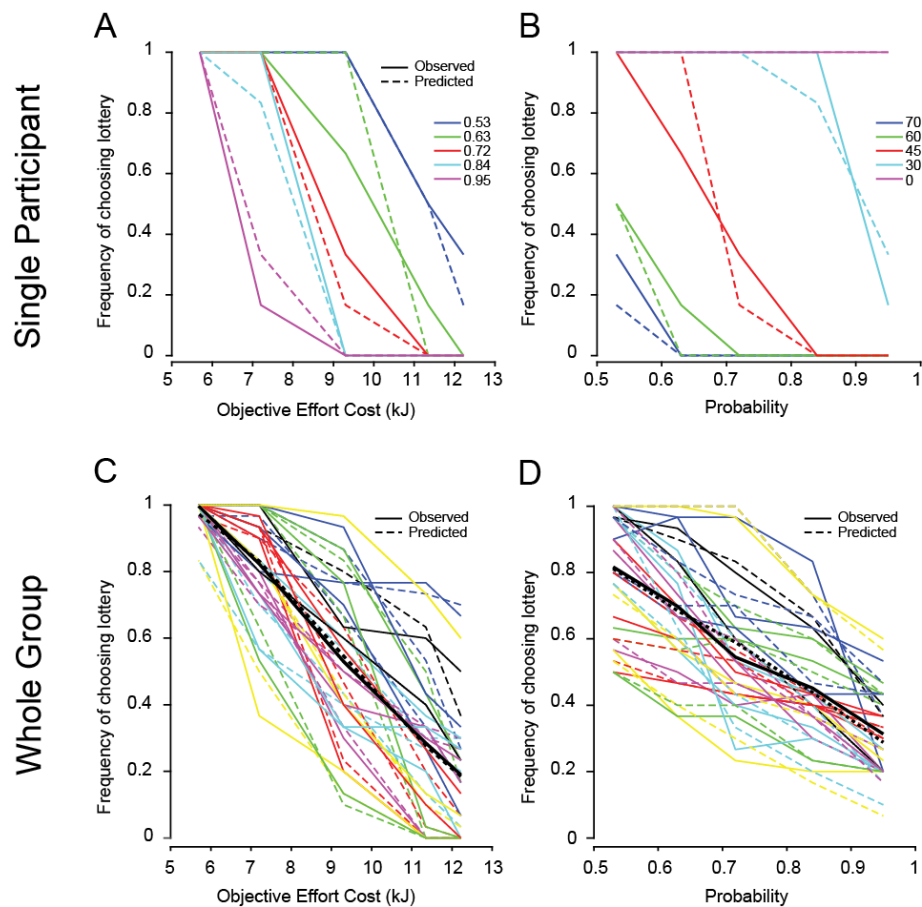 A
B
Single Participant
Frequency of choosing lottery
1
0.8
0.6
0.4
0.2
0
5 6 7 8 9 10 11 12 13
Objective Effort Cost (kJ)
Observed
Predicted
0.53
0.63
0.72
0.84
0.95
Frequency of choosing lottery
1
0.8
0.6
0.4
0.2
0
0.5 0.6 0.7 0.8 0.9 1
Probability
Observed
Predicted
70
60
45
30
0
C
D
Whole Group
Frequency of choosing lottery
1
0.8
0.6
0.4
0.2
0
5 6 7 8 9 10 11 12 13
Objective Effort Cost (kJ)
Observed
Predicted
Frequency of choosing lottery
1
0.8
0.6
0.4
0.2
0
0.5 0.6 0.7 0.8 0.9 1
Probability
Observed
Predicted